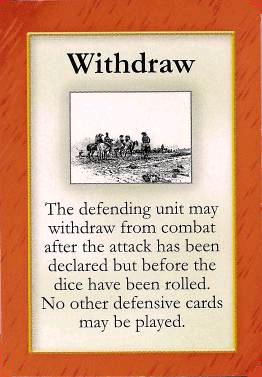 Withdraw
The defending unit may
withdraw from combat
after the attack has been
declared but before the
dice have been rolled.
No other defensive cards
may be played.